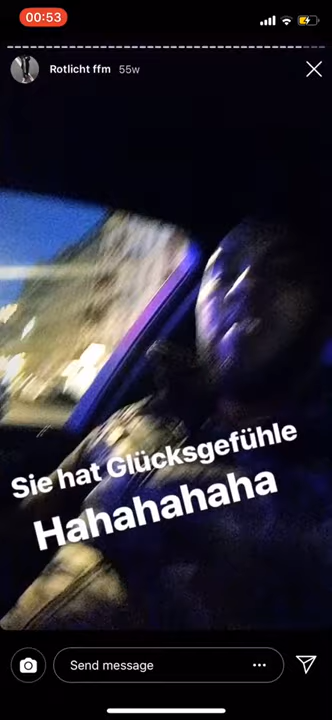 00:53
Rotlicht ffm 55w
Sie hat Glücksgefühle
Hahahahaha
Send message